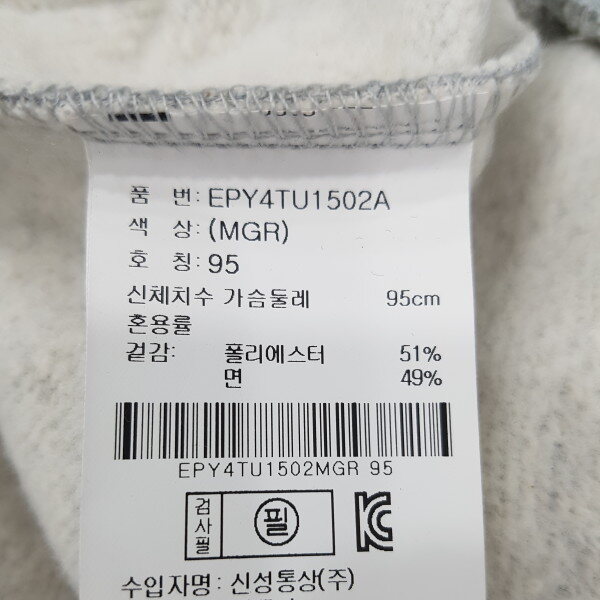 품 번: EPY4TU1502A
색 상: (MGR)
호 칭: 95
신체치수 가슴둘레 95cm
혼용률
겉감: 폴리에스터 51%
면 49%
EPY4TU1502MGR 95
검사필 필 KC
수입자명: 신성통상(주)